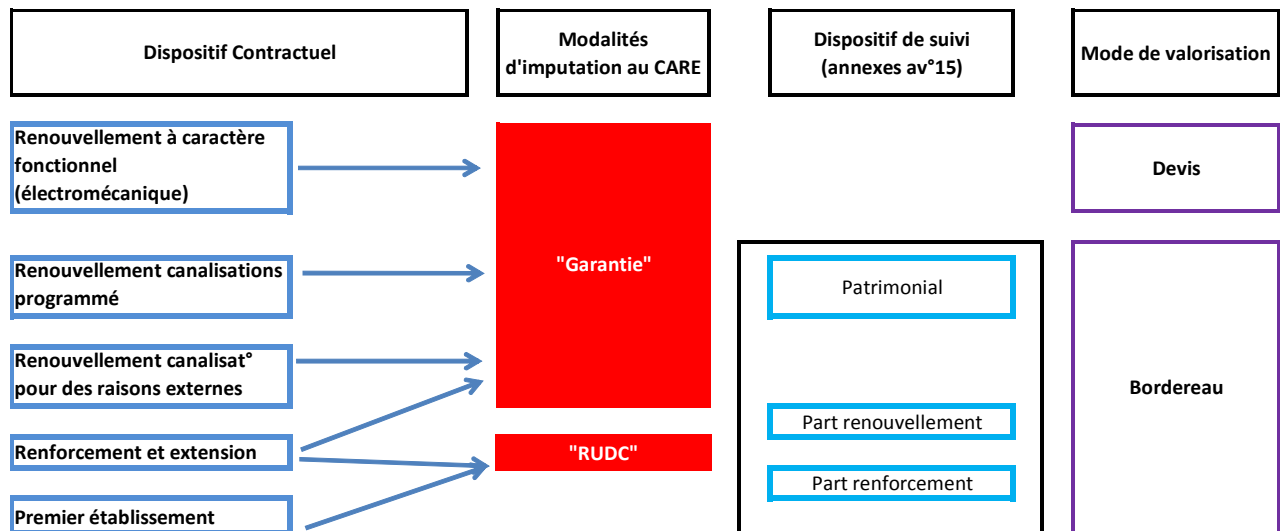 Dispositif Contractuel
Modalités
d'imputation au CARE
Dispositif de suivi
(annexes av°15)
Mode de valorisation
Renouvellement à caractère
fonctionnel
(électromécanique)
Devis
Renouvellement canalisations
programmé
"Garantie"
Patrimonial
Renouvellement canalisat°
pour des raisons externes
Bordereau
Part renouvellement
Renforcement et extension
"RUDC"
Part renforcement
Premier établissement